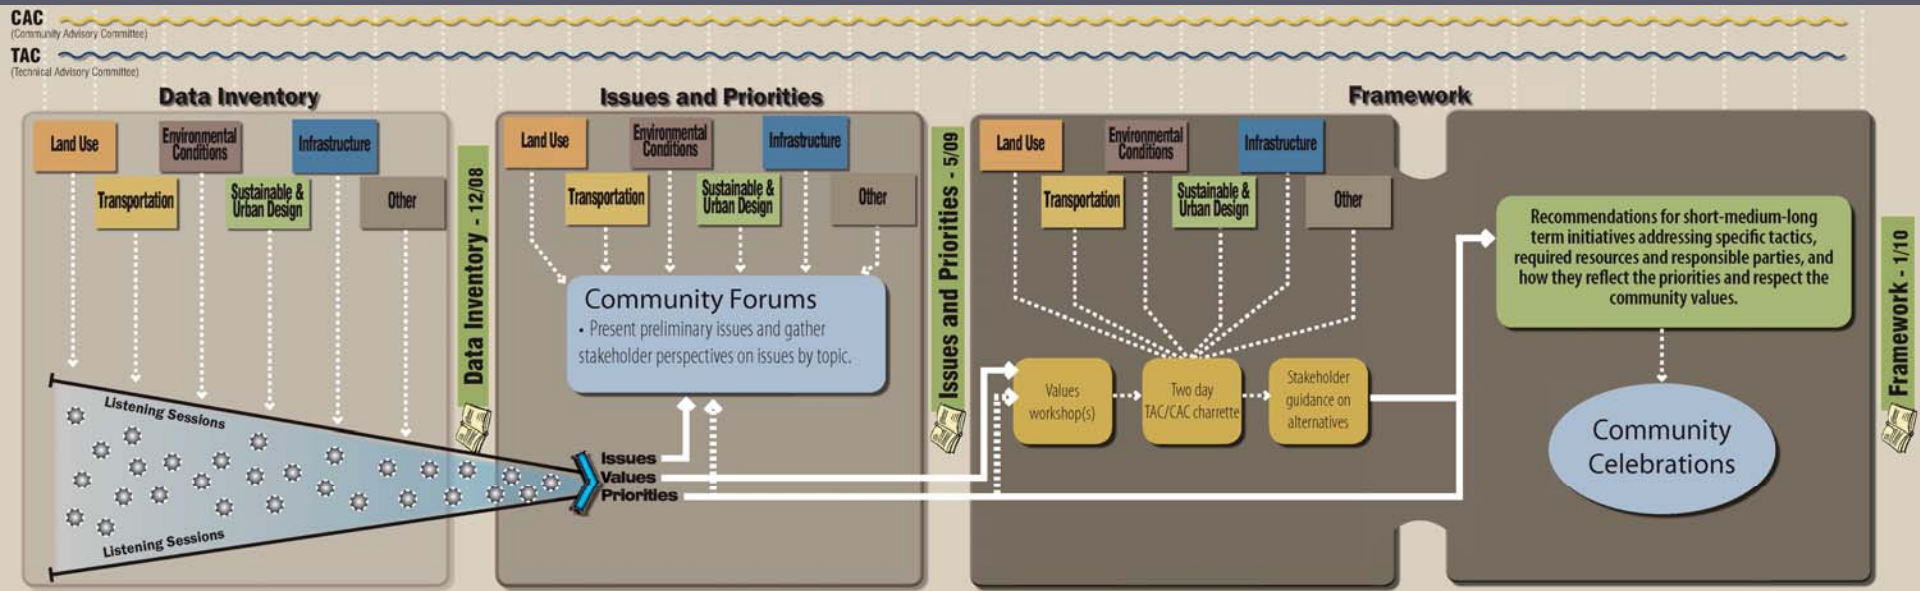 CAC
(Community Advisory Committee)
TAC
(Technical Advisory Committee)
Data Inventory
Land Use
Environmental
Conditions
Infrastructure
Transportation
Sustainable &
Urban Design
Other
Listening Sessions
Listening Sessions
Data Inventory - 12/08
Issues and Priorities
Land Use
Environmental
Conditions
Infrastructure
Transportation
Sustainable &
Urban Design
Other
Community Forums
• Present preliminary issues and gather
stakeholder perspectives on issues by topic.
Issues
Values
Priorities
Issues and Priorities - 5/09
Framework
Land Use
Environmental
Conditions
Infrastructure
Transportation
Sustainable &
Urban Design
Other
Values
workshop(s)
Two day
TAC/CAC charrette
Stakeholder
guidance on
alternatives
Recommendations for short-medium-long
term initiatives addressing specific tactics,
required resources and responsible parties, and
how they reflect the priorities and respect the
community values.
Community
Celebrations
Framework - 1/10